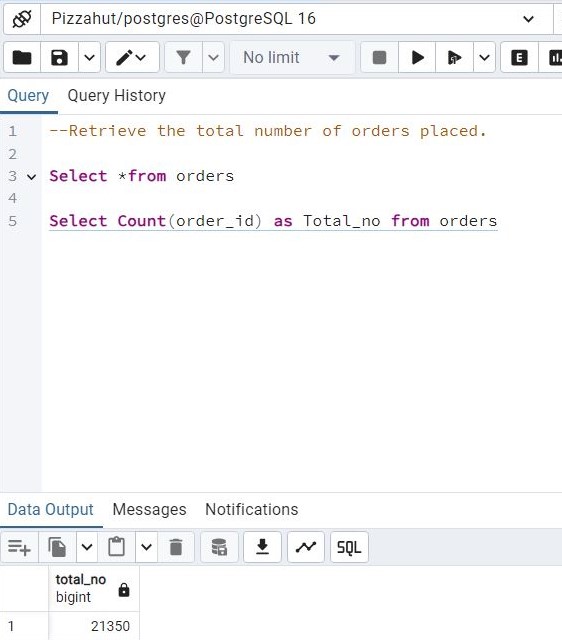 Pizzahut/postgres@PostgreSQL 16
No limit
E
Query Query History
1 --Retrieve the total number of orders placed.
2
3 Select *from orders
4
5 Select Count(order_id) as Total_no from orders
Data Output Messages Notifications
SQL
total_no
bigint
1 21350